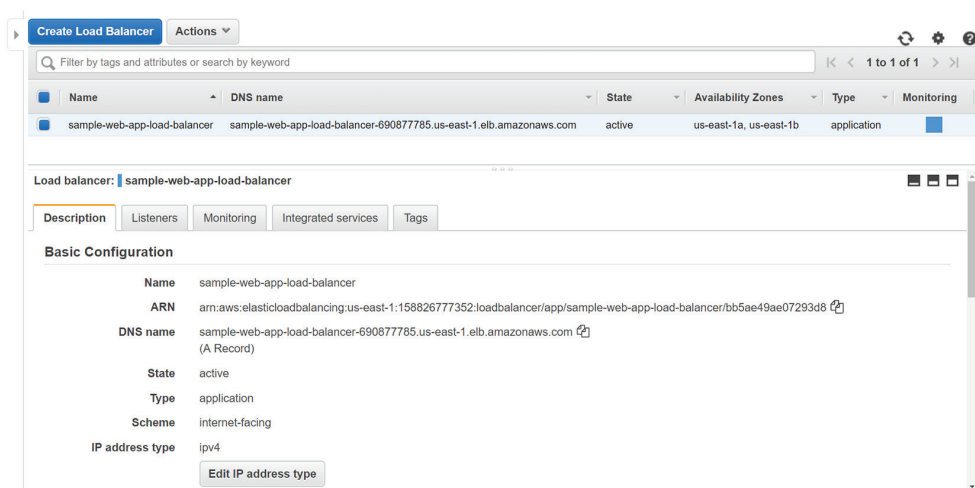 Create Load Balancer Actions
Filter by tags and attributes or search by keyword 1 to 1 of 1
Name DNS name State Availability Zones Type Monitoring
sample-web-app-load-balancer sample-web-app-load-balancer-690877785.us-east-1.elb.amazonaws.com active us-east-1a, us-east-1b application
Load balancer: sample-web-app-load-balancer
Description Listeners Monitoring Integrated services Tags
Basic Configuration
Name sample-web-app-load-balancer
ARN arn:aws:elasticloadbalancing:us-east-1:158826777352:loadbalancer/app/sample-web-app-load-balancer/bb5ae49ae07293d8
DNS name sample-web-app-load-balancer-690877785.us-east-1.elb.amazonaws.com
(A Record)
State active
Type application
Scheme internet-facing
IP address type ipv4
Edit IP address type